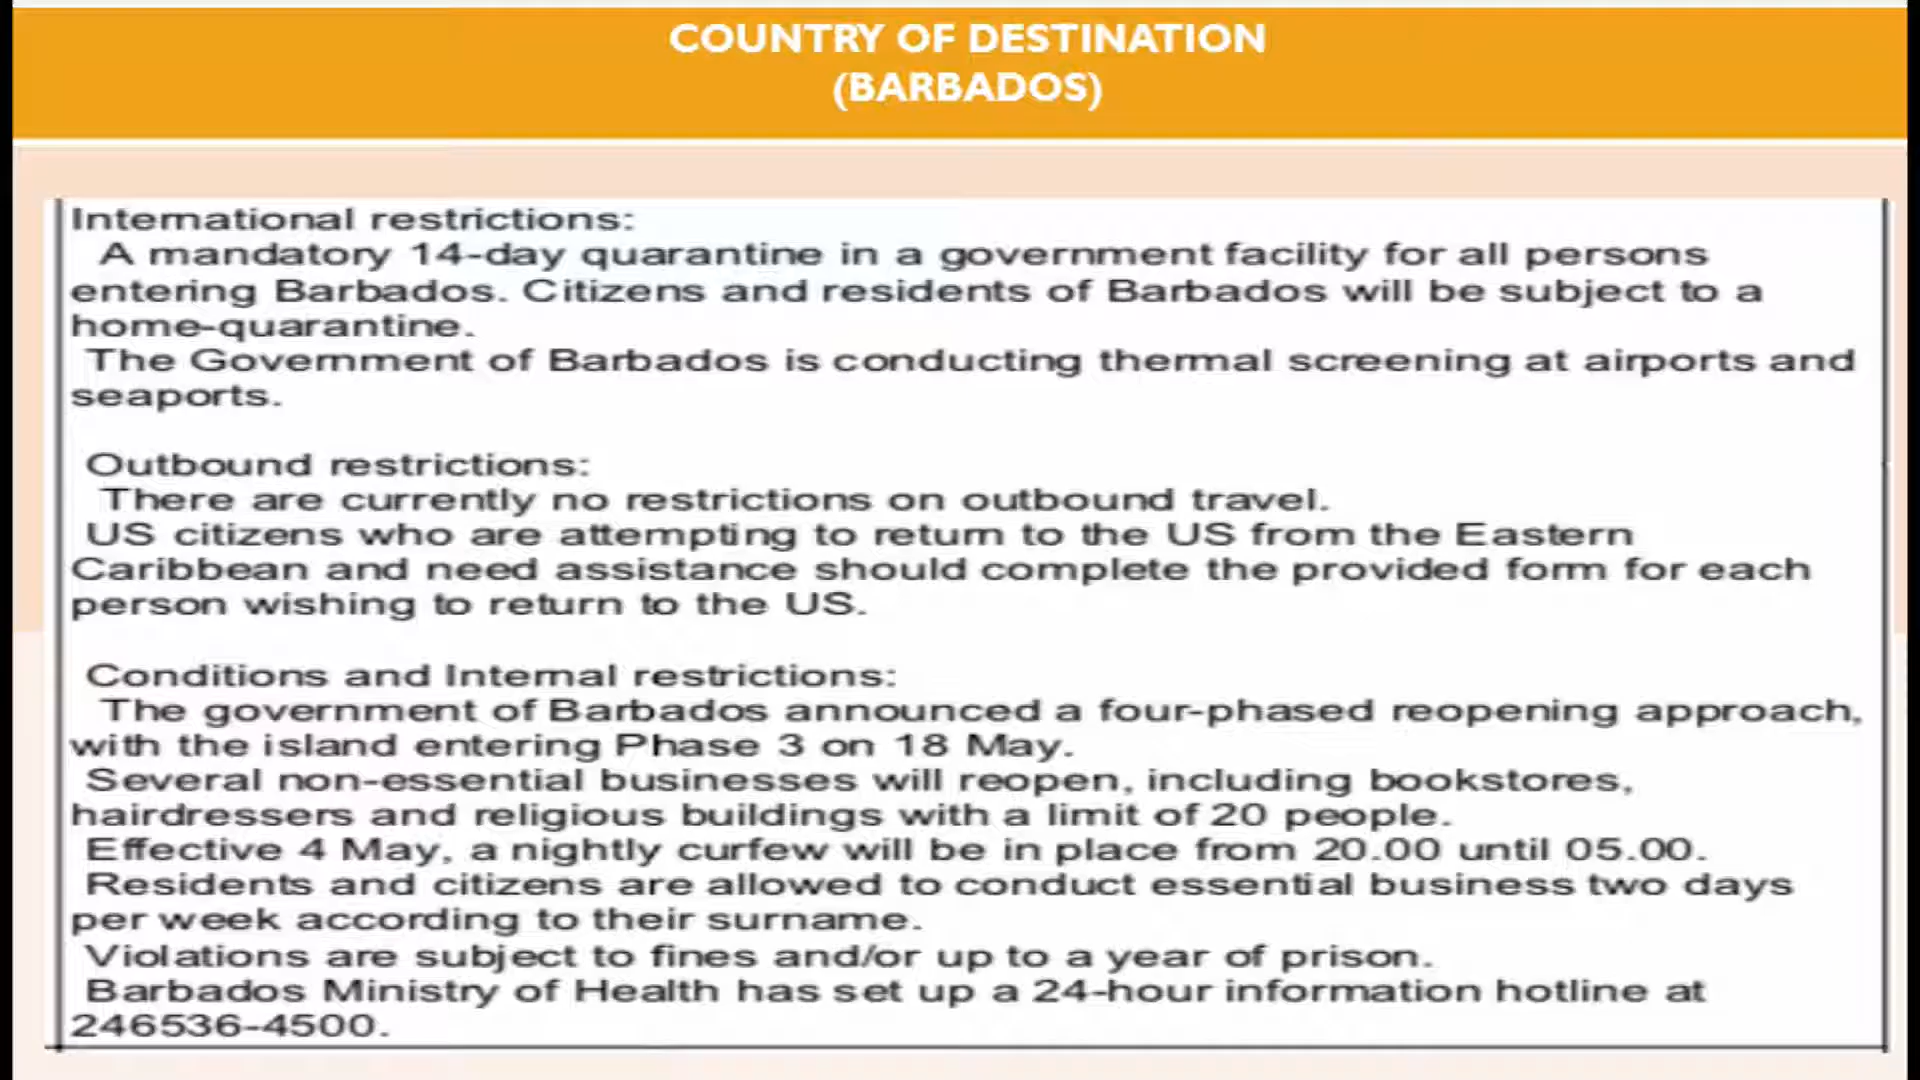 COUNTRY OF DESTINATION
(BARBADOS)
International restrictions:
A mandatory 14-day quarantine in a government facility for all persons
entering Barbados. Citizens and residents of Barbados will be subject to a
home-quarantine.
The Government of Barbados is conducting thermal screening at airports and
seaports.
Outbound restrictions:
There are currently no restrictions on outbound travel.
US citizens who are attempting to return to the US from the Eastern
Caribbean and need assistance should complete the provided form for each
person wishing to return to the US.
Conditions and Internal restrictions:
The government of Barbados announced a four-phased reopening approach,
with the island entering Phase 3 on 18 May.
Several non-essential businesses will reopen, including bookstores,
hairdressers and religious buildings with a limit of 20 people.
Effective 4 May, a nightly curfew will be in place from 20.00 until 05.00.
Residents and citizens are allowed to conduct essential business two days
per week according to their surname.
Violations are subject to fines and/or up to a year of prison.
Barbados Ministry of Health has set up a 24-hour information hotline at
246536-4500.